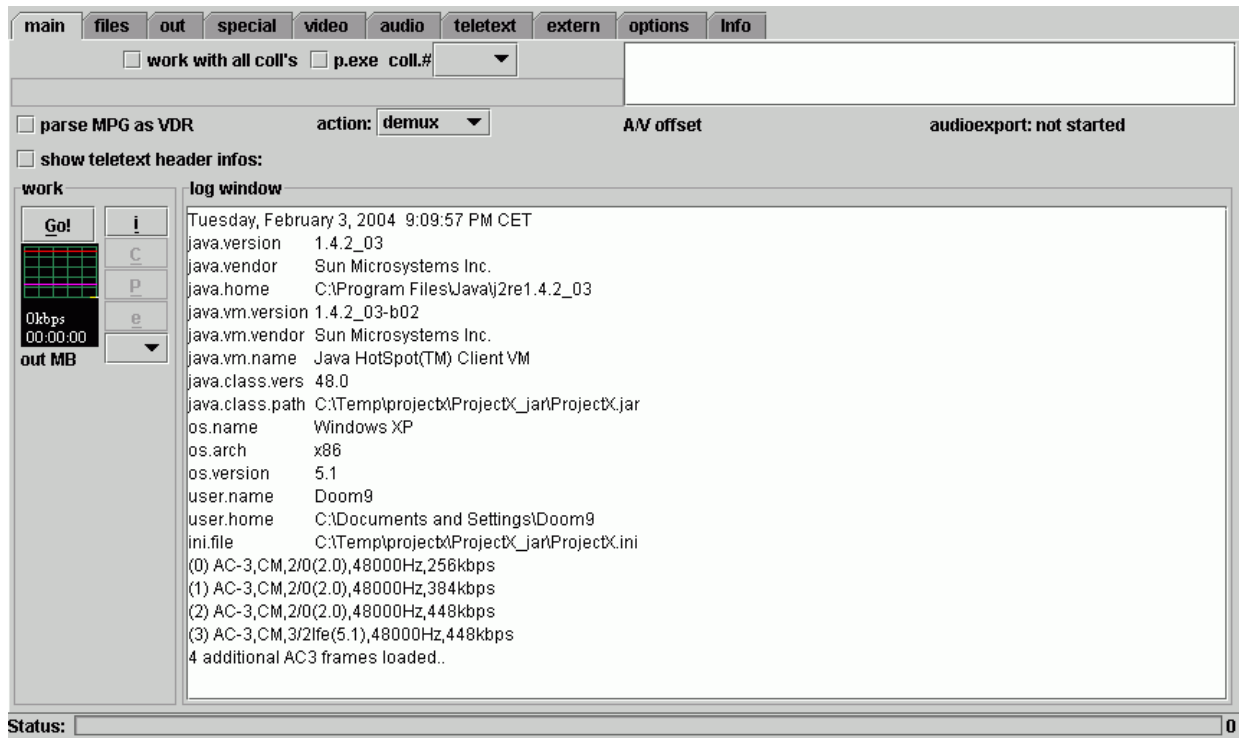 main files out special video audio teletext extern options Info
work with all coll's p.exe coll.#
parse MPG as VDR action: demux A/V offset audioexport: not started
show teletext header infos:
work log window
Go! i
C
P
e
0kbps
00:00:00
out MB
Tuesday, February 3, 2004 9:09:57 PM CET
java.version 1.4.2_03
java.vendor Sun Microsystems Inc.
java.home C:\Program Files\Java\j2re1.4.2_03
java.vm.version 1.4.2_03-b02
java.vm.vendor Sun Microsystems Inc.
java.vm.name Java HotSpot(TM) Client VM
java.class.vers 48.0
java.class.path C:\Temp\projectx\ProjectX_jar\ProjectX.jar
os.name Windows XP
os.arch x86
os.version 5.1
user.name Doom9
user.home C:\Documents and Settings\Doom9
ini.file C:\Temp\projectx\ProjectX_jar\ProjectX.ini
(0) AC-3,CM,2/0(2.0),48000Hz,256kbps
(1) AC-3,CM,2/0(2.0),48000Hz,384kbps
(2) AC-3,CM,2/0(2.0),48000Hz,448kbps
(3) AC-3,CM,3/2lfe(5.1),48000Hz,448kbps
4 additional AC3 frames loaded..
Status: 0